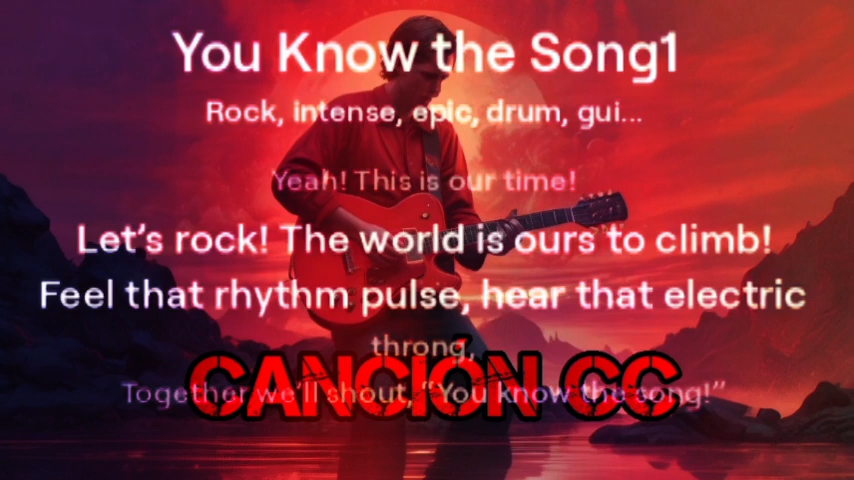 You Know the Song1
Rock, intense, epic, drum, gui...
Yeah! This is our time!
Let's rock! The world is ours to climb!
Feel that rhythm pulse, hear that electric
throng,
CANCIÓN CC
Together we'll shout, “You know the song!”